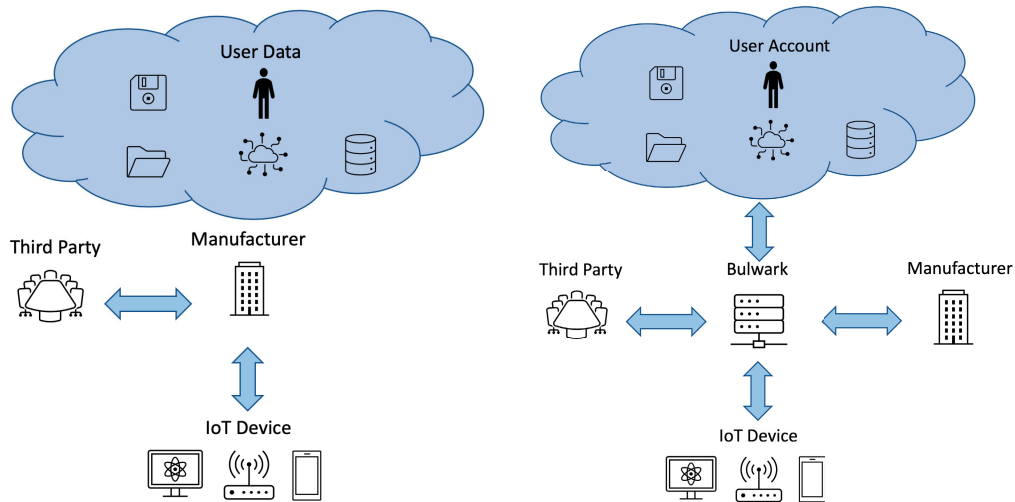 User Data
Third Party
Manufacturer
IoT Device
User Account
Third Party
Bulwark
Manufacturer
IoT Device